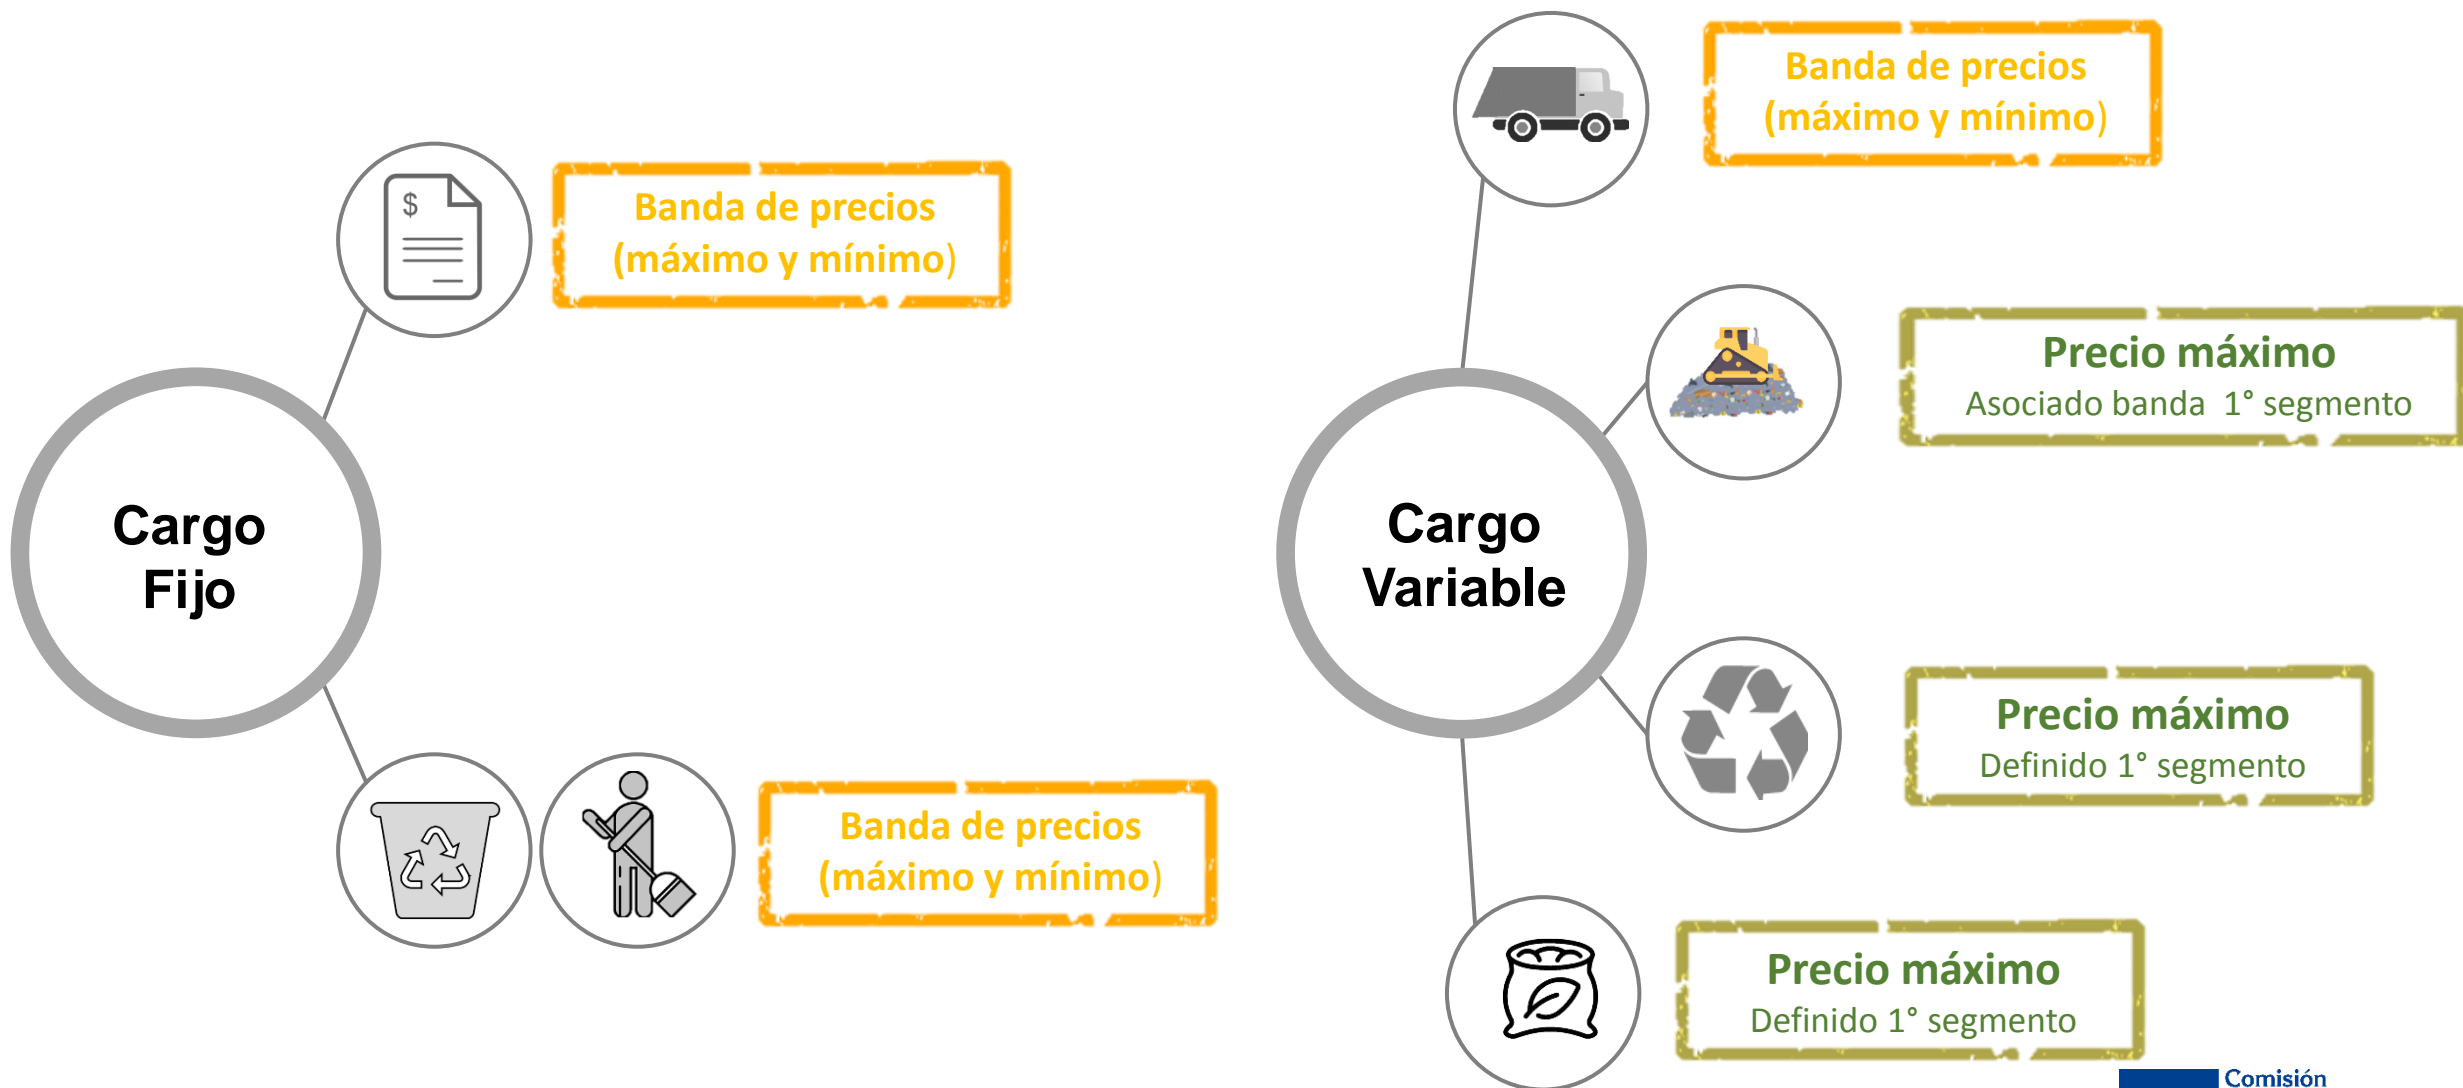 Cargo
Fijo
$
Banda de precios
(máximo y mínimo)
Banda de precios
(máximo y mínimo)
Cargo
Variable
Banda de precios
(máximo y mínimo)
Precio máximo
Asociado banda 1° segmento
Precio máximo
Definido 1° segmento
Precio máximo
Definido 1° segmento
Comisión